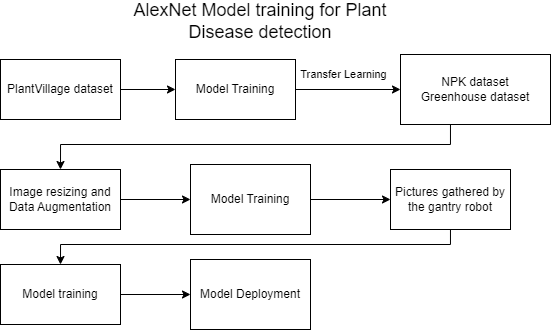 AlexNet Model training for Plant
Disease detection
PlantVillage dataset
Model Training
Transfer Learning
NPK dataset
Greenhouse dataset
Image resizing and
Data Augmentation
Model Training
Pictures gathered by
the gantry robot
Model training
Model Deployment